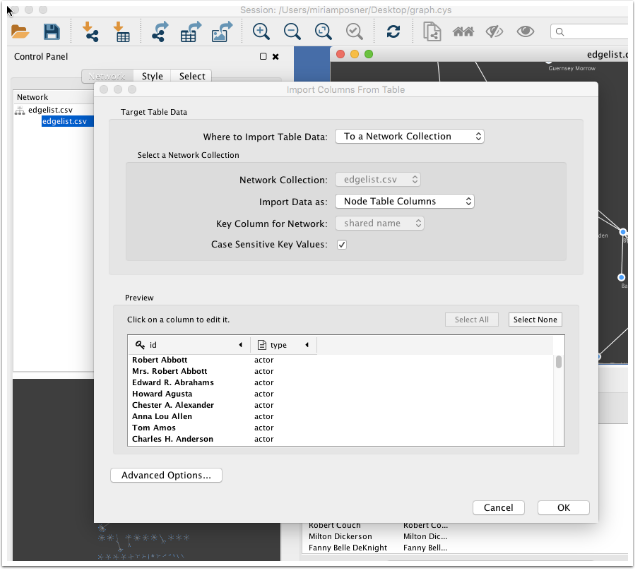 Session: /Users/miriamposner/Desktop/graph.cys
Control Panel
edgelist.c
Guernsey Morrow
Network Style Select
Network
edgelist.csv
edgelist.csv
Import Columns From Table
Target Table Data
Where to Import Table Data: To a Network Collection
Select a Network Collection
Network Collection: edgelist.csv
Import Data as: Node Table Columns
Key Column for Network: shared name
Case Sensitive Key Values:
Preview
Click on a column to edit it. Select All Select None
id type
Robert Abbott actor
Mrs. Robert Abbott actor
Edward R. Abrahams actor
Howard Agusta actor
Chester A. Alexander actor
Anna Lou Allen actor
Tom Amos actor
Charles H. Anderson actor
Advanced Options...
Cancel OK
Robert Couch Robert Co...
Milton Dickerson Milton Dic...
Fanny Belle DeKnight Fanny Bell...